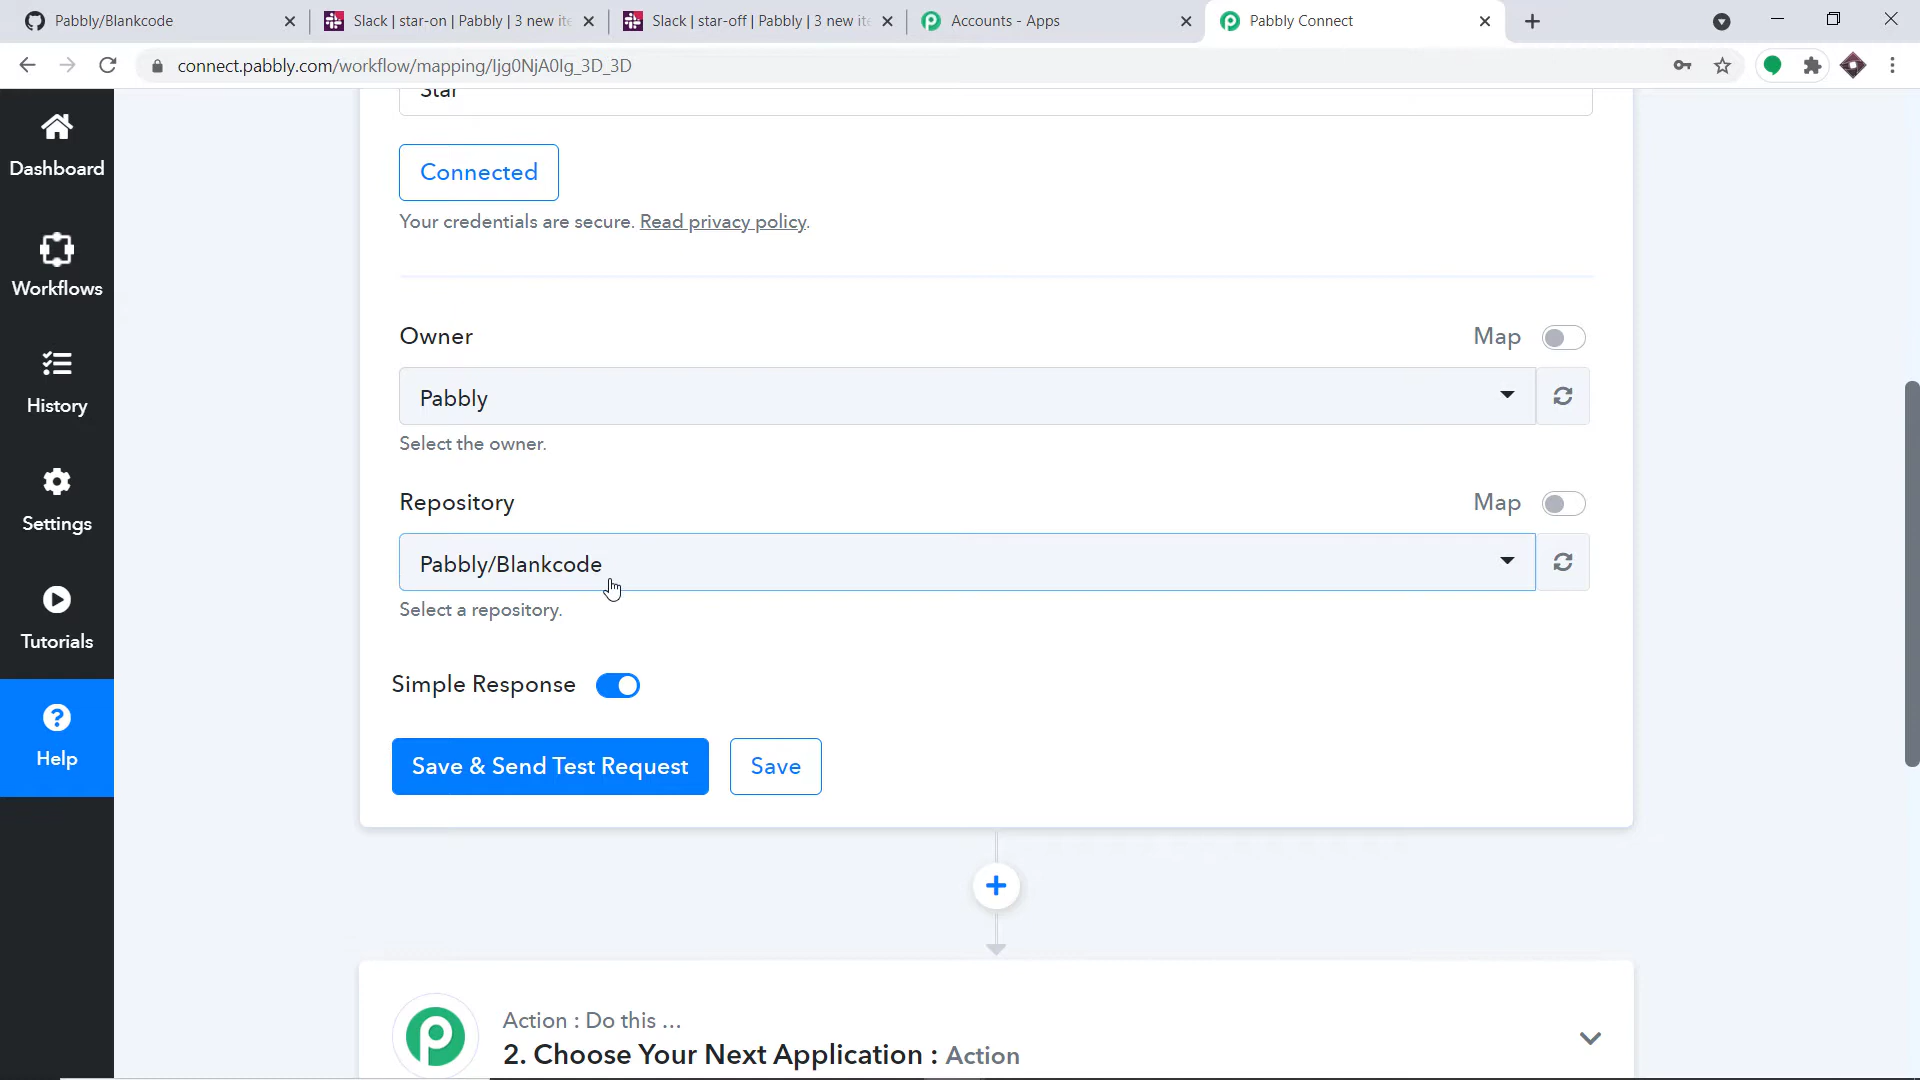 Pabbly/Blankcode
Slack | star-on | Pabbly | 3 new ite
Slack | star-off | Pabbly | 3 new ite
Accounts - Apps
Pabbly Connect
connect.pabbly.com/workflow/mapping/Ijg0NjA0Ig_3D_3D
Dashboard
Workflows
History
Settings
Tutorials
Help
Star
Connected
Your credentials are secure. Read privacy policy.
Owner
Map
Pabbly
Select the owner.
Repository
Map
Pabbly/Blankcode
Select a repository.
Simple Response
Save & Send Test Request
Save
Action : Do this ...
2. Choose Your Next Application : Action